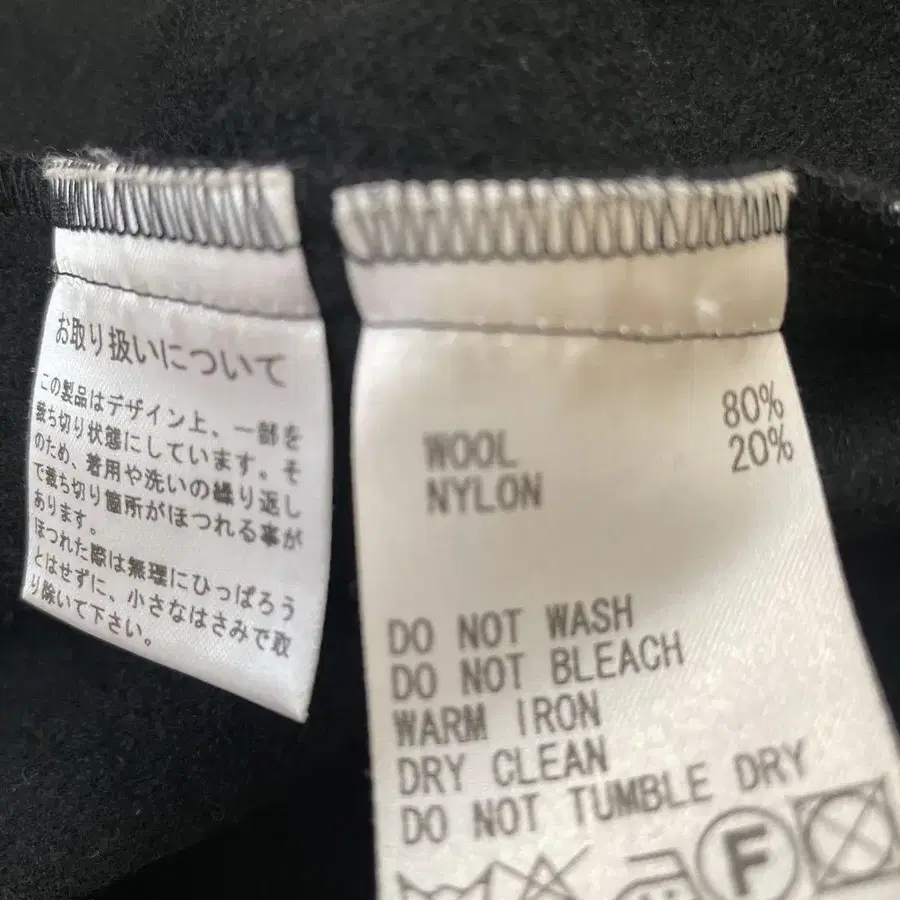 お取り扱いについて
この製品はデザイン上、一部を
裁ち切り状態にしています。そ
のため、着用や洗いの繰り返し
で裁ち切り箇所がほつれる事が
あります。
ほつれた際は無理にひっぱろう
とはせずに、小さなはさみで取
り除いて下さい。
WOOL 80%
NYLON 20%
DO NOT WASH
DO NOT BLEACH
WARM IRON
DRY CLEAN
DO NOT TUMBLE DRY
F